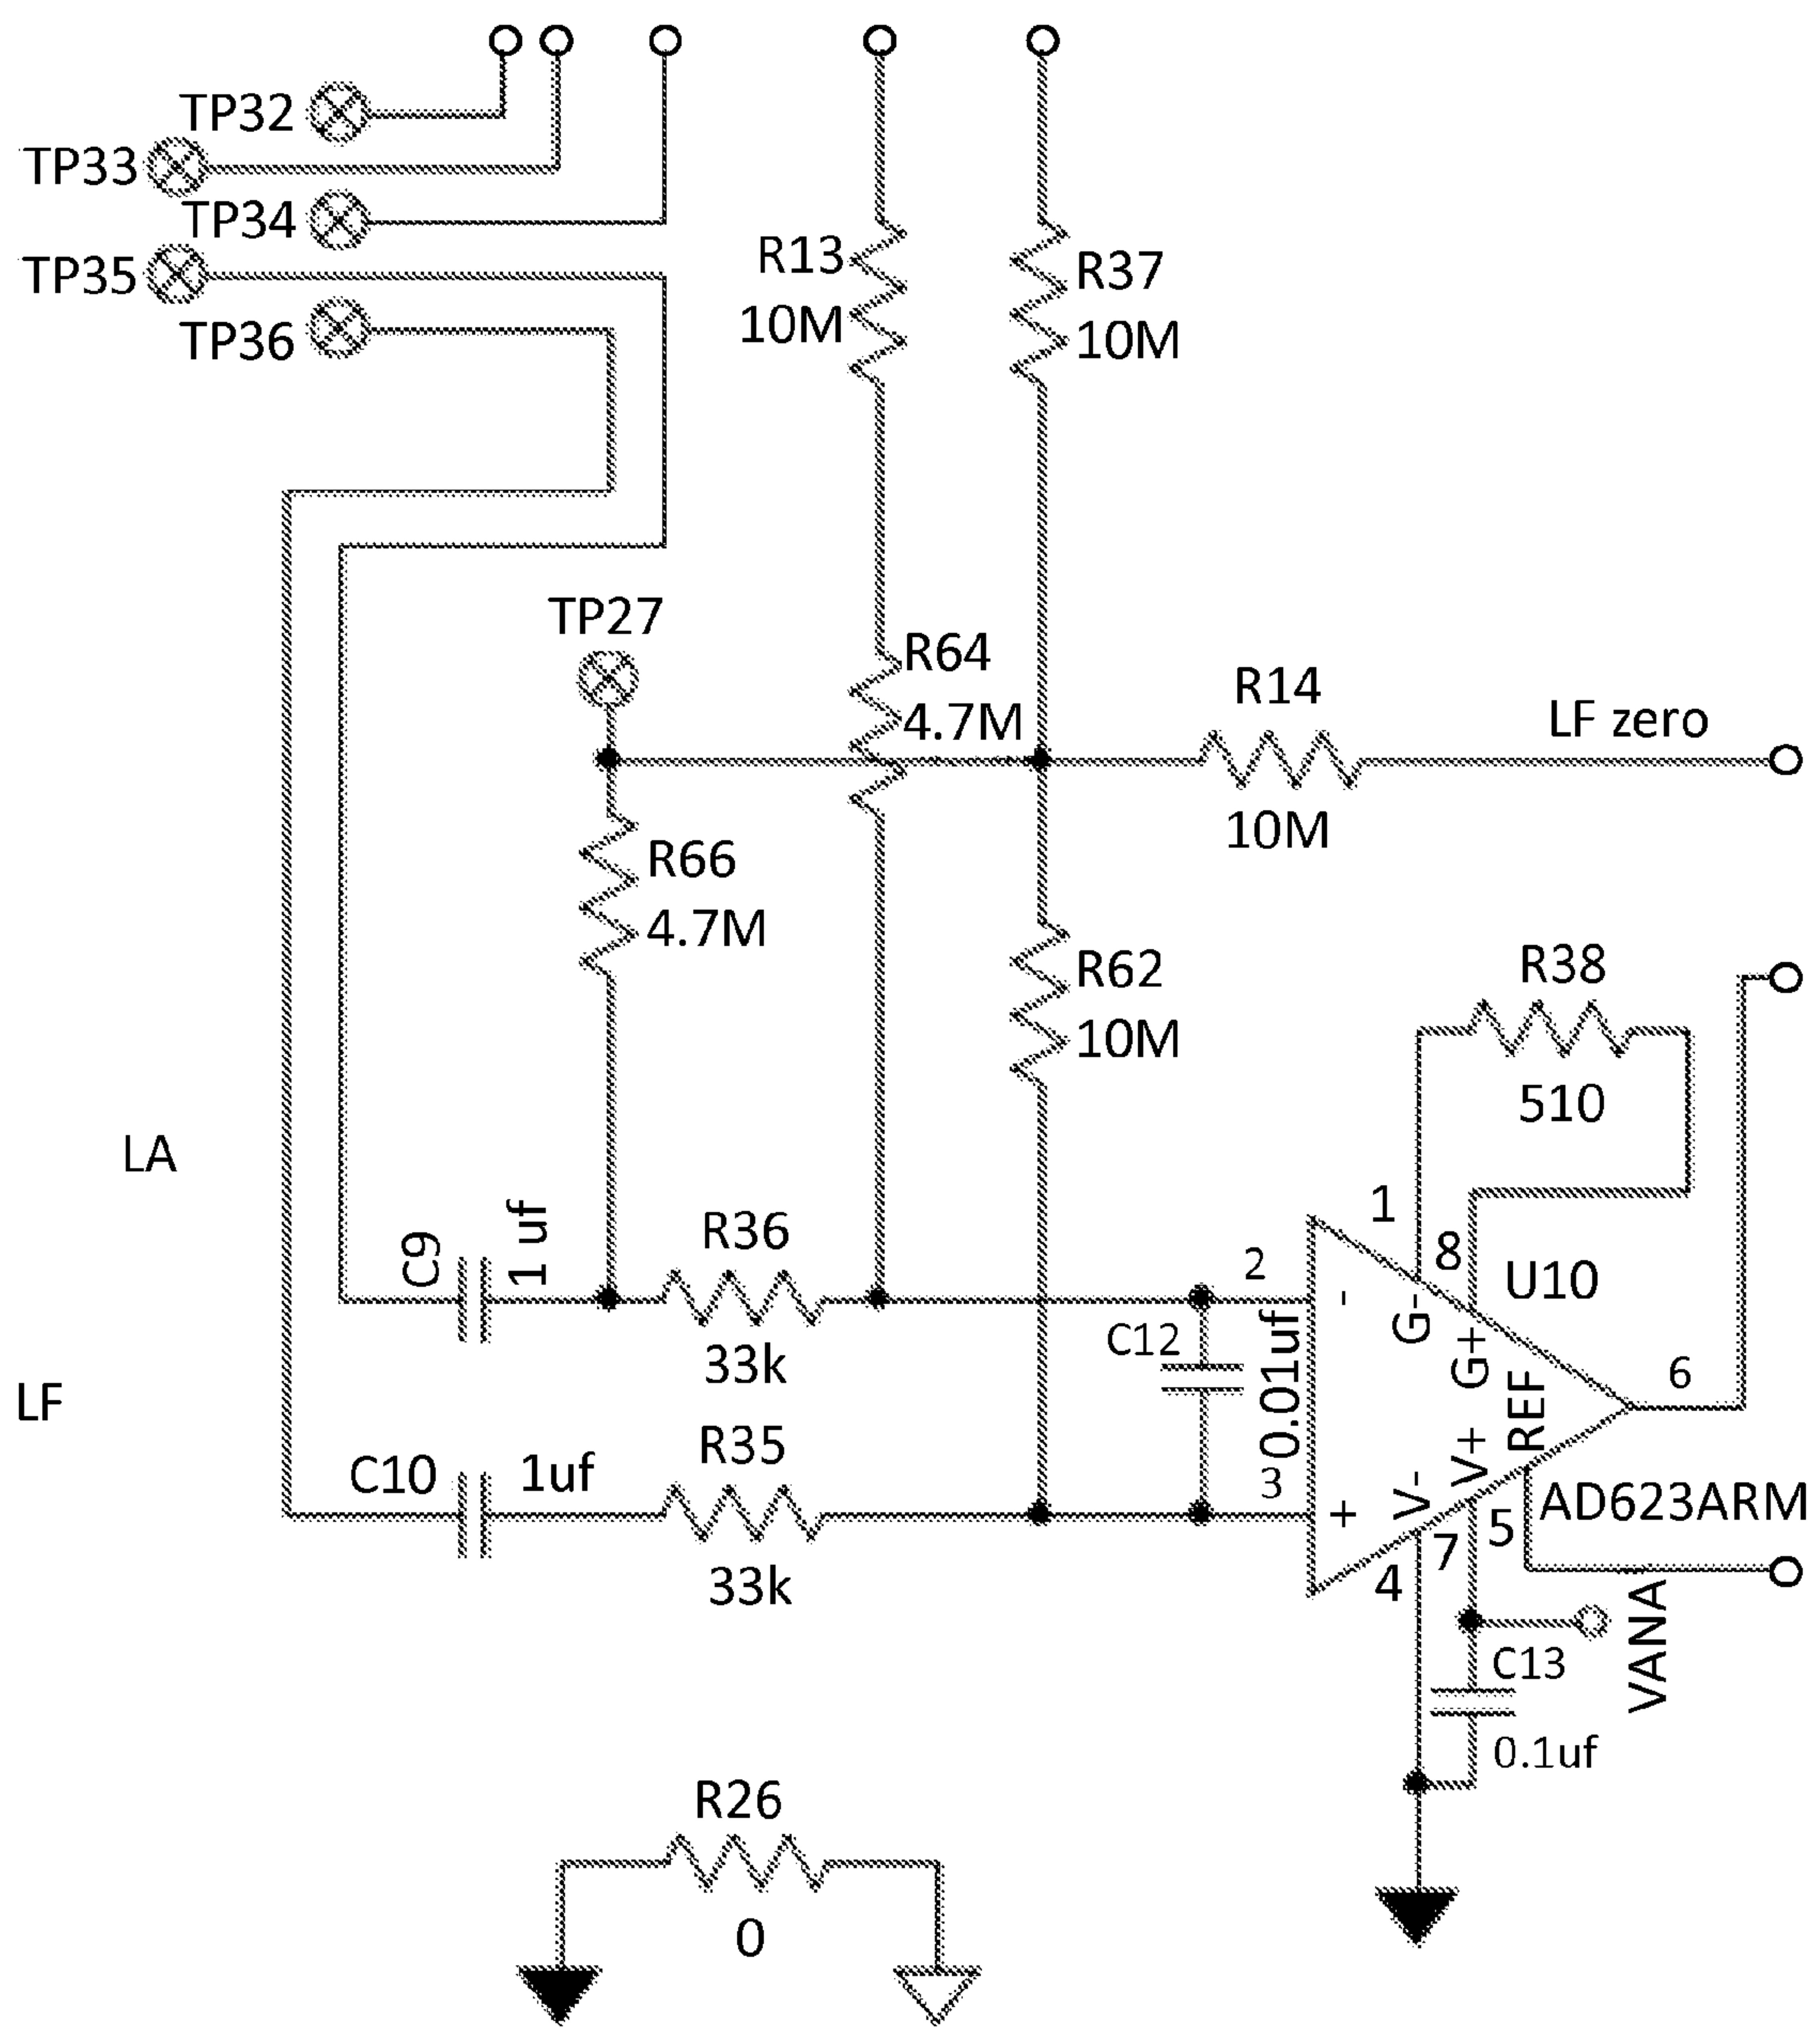 TP32
TP33
TP34
TP35
TP36
R13
10M
R37
10M
TP27
R64
4.7M
R14
10M
LF zero
R66
4.7M
R62
10M
R38
510
LA
C9
1 uf
R36
33k
LF
C10
1uf
R35
33k
C12
0.01uf
2
3
1
8
U10
-
+
G-
G+
REF
V+
V-
6
7
5
4
AD623ARM
VANA
C13
0.1uf
R26
0